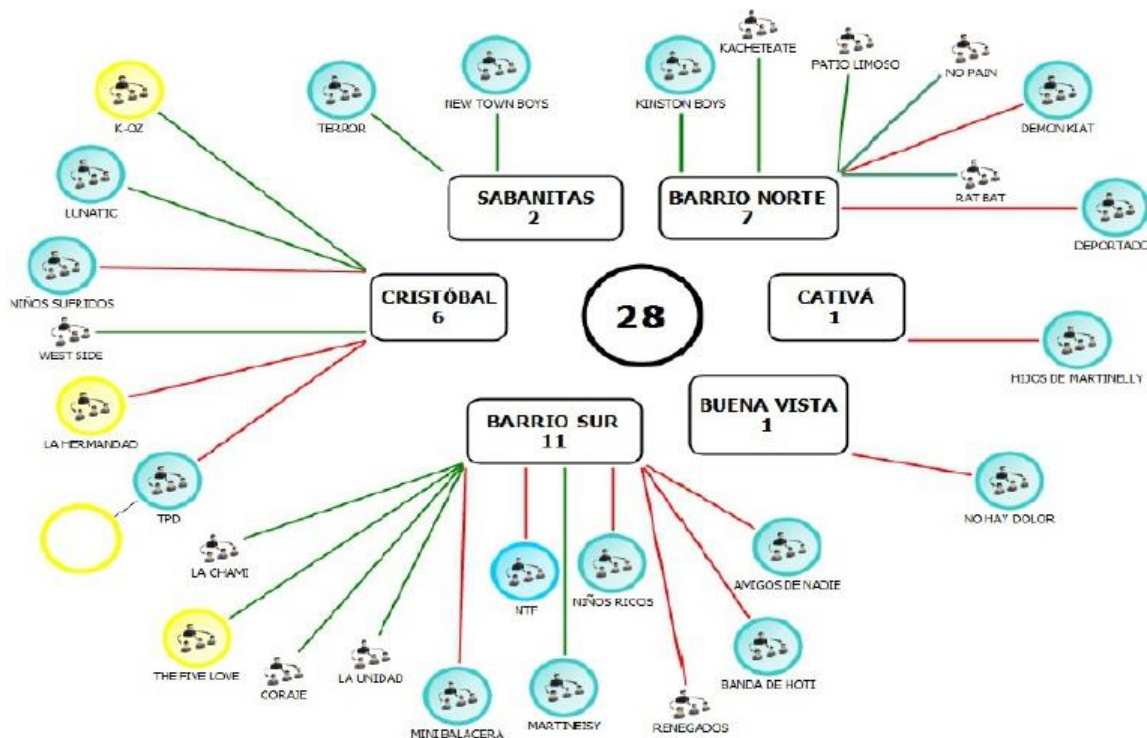 KACHETEATE
PATIO LIMOSO
NO PAIN
K-OZ
TERROR
NEW TOWN BOYS
KINSTON BOYS
DEMON KIAT
LUNATIC
SABANITAS
2
BARRIO NORTE
7
RAT BAT
DEPORTADO
NIÑOS SUFRIDOS
CRISTÓBAL
6
28
CATIVÁ
1
WEST SIDE
HIJOS DE MARTINELLY
LA HERMANDAD
BARRIO SUR
11
BUENA VISTA
1
TPD
NO HAY DOLOR
LA CHAMI
NTF
NIÑOS RICOS
AMIGOS DE NADIE
THE FIVE LOVE
CORAJE
LA UNIDAD
MINI BALACERA
MARTINEISY
RENEGADOS
BANDA DE HOTI